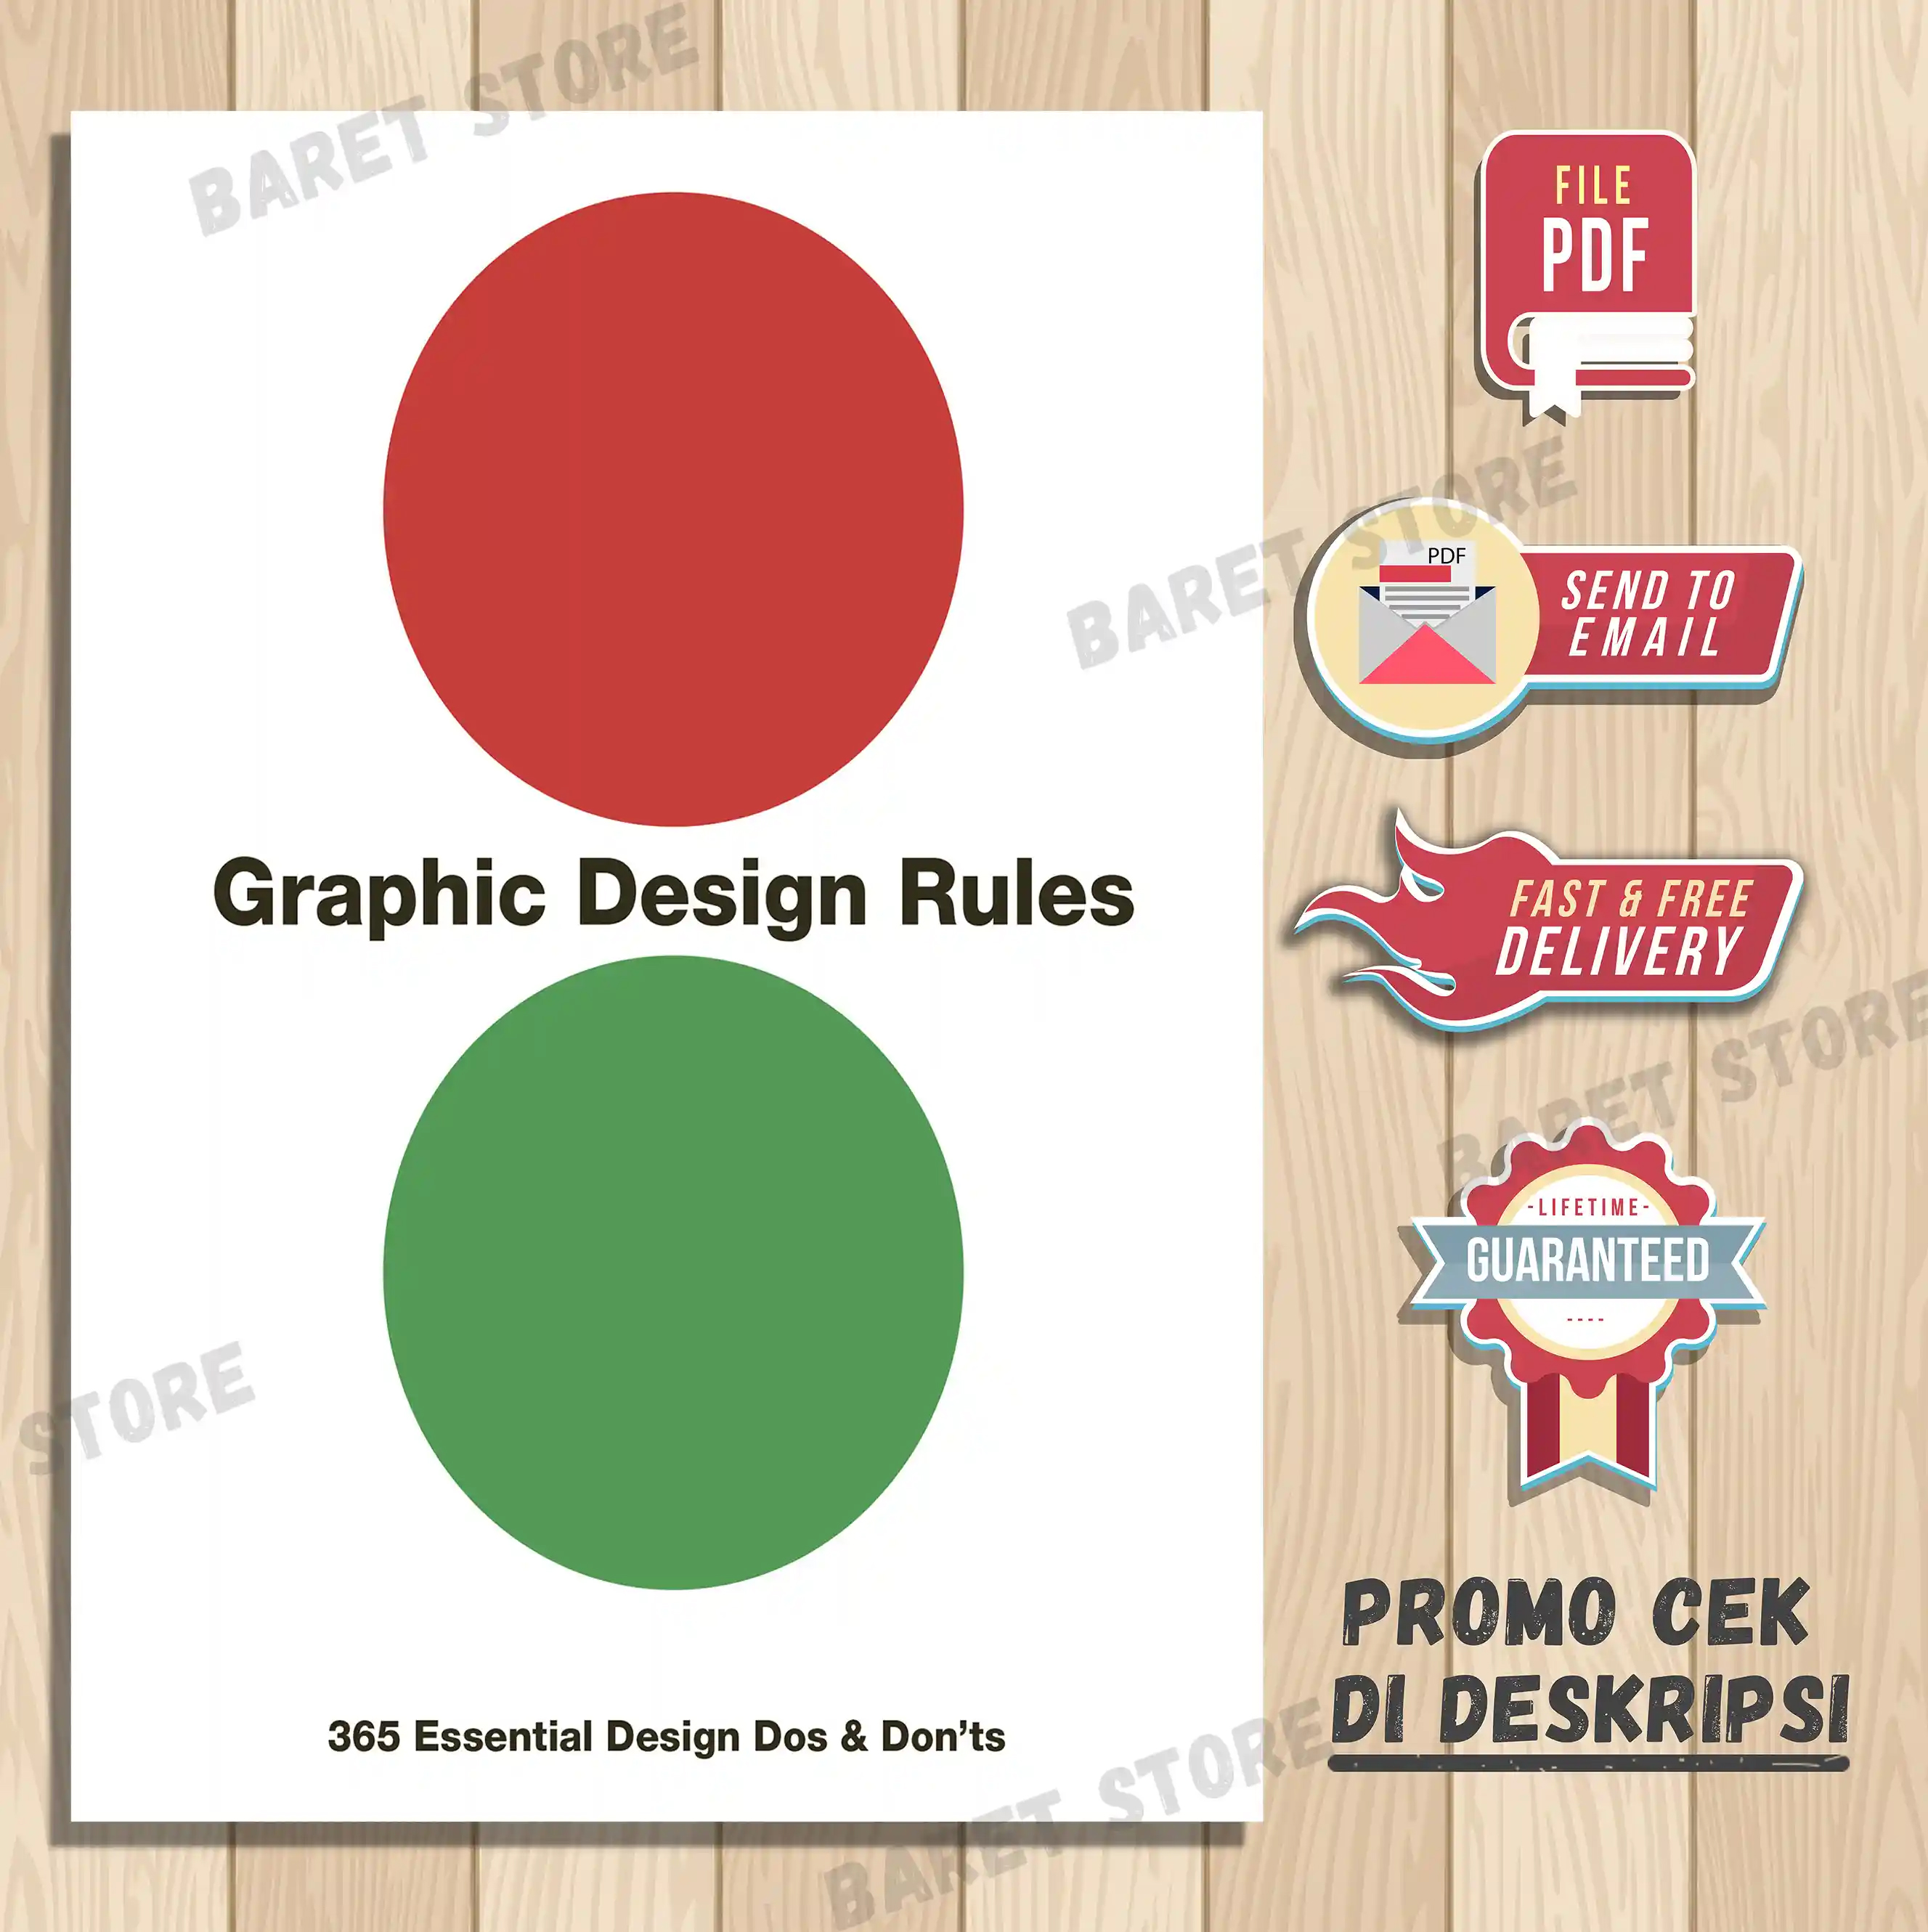 BARET STORE
Graphic Design Rules
365 Essential Design Dos & Don'ts
FILE
PDF
BARET STORE
PDF
SEND TO
EMAIL
FAST & FREE
DELIVERY
BARET STORE
-LIFETIME-
GUARANTEED
STORE
PROMO CEK
DI DESKRIPSI
BARET STORE